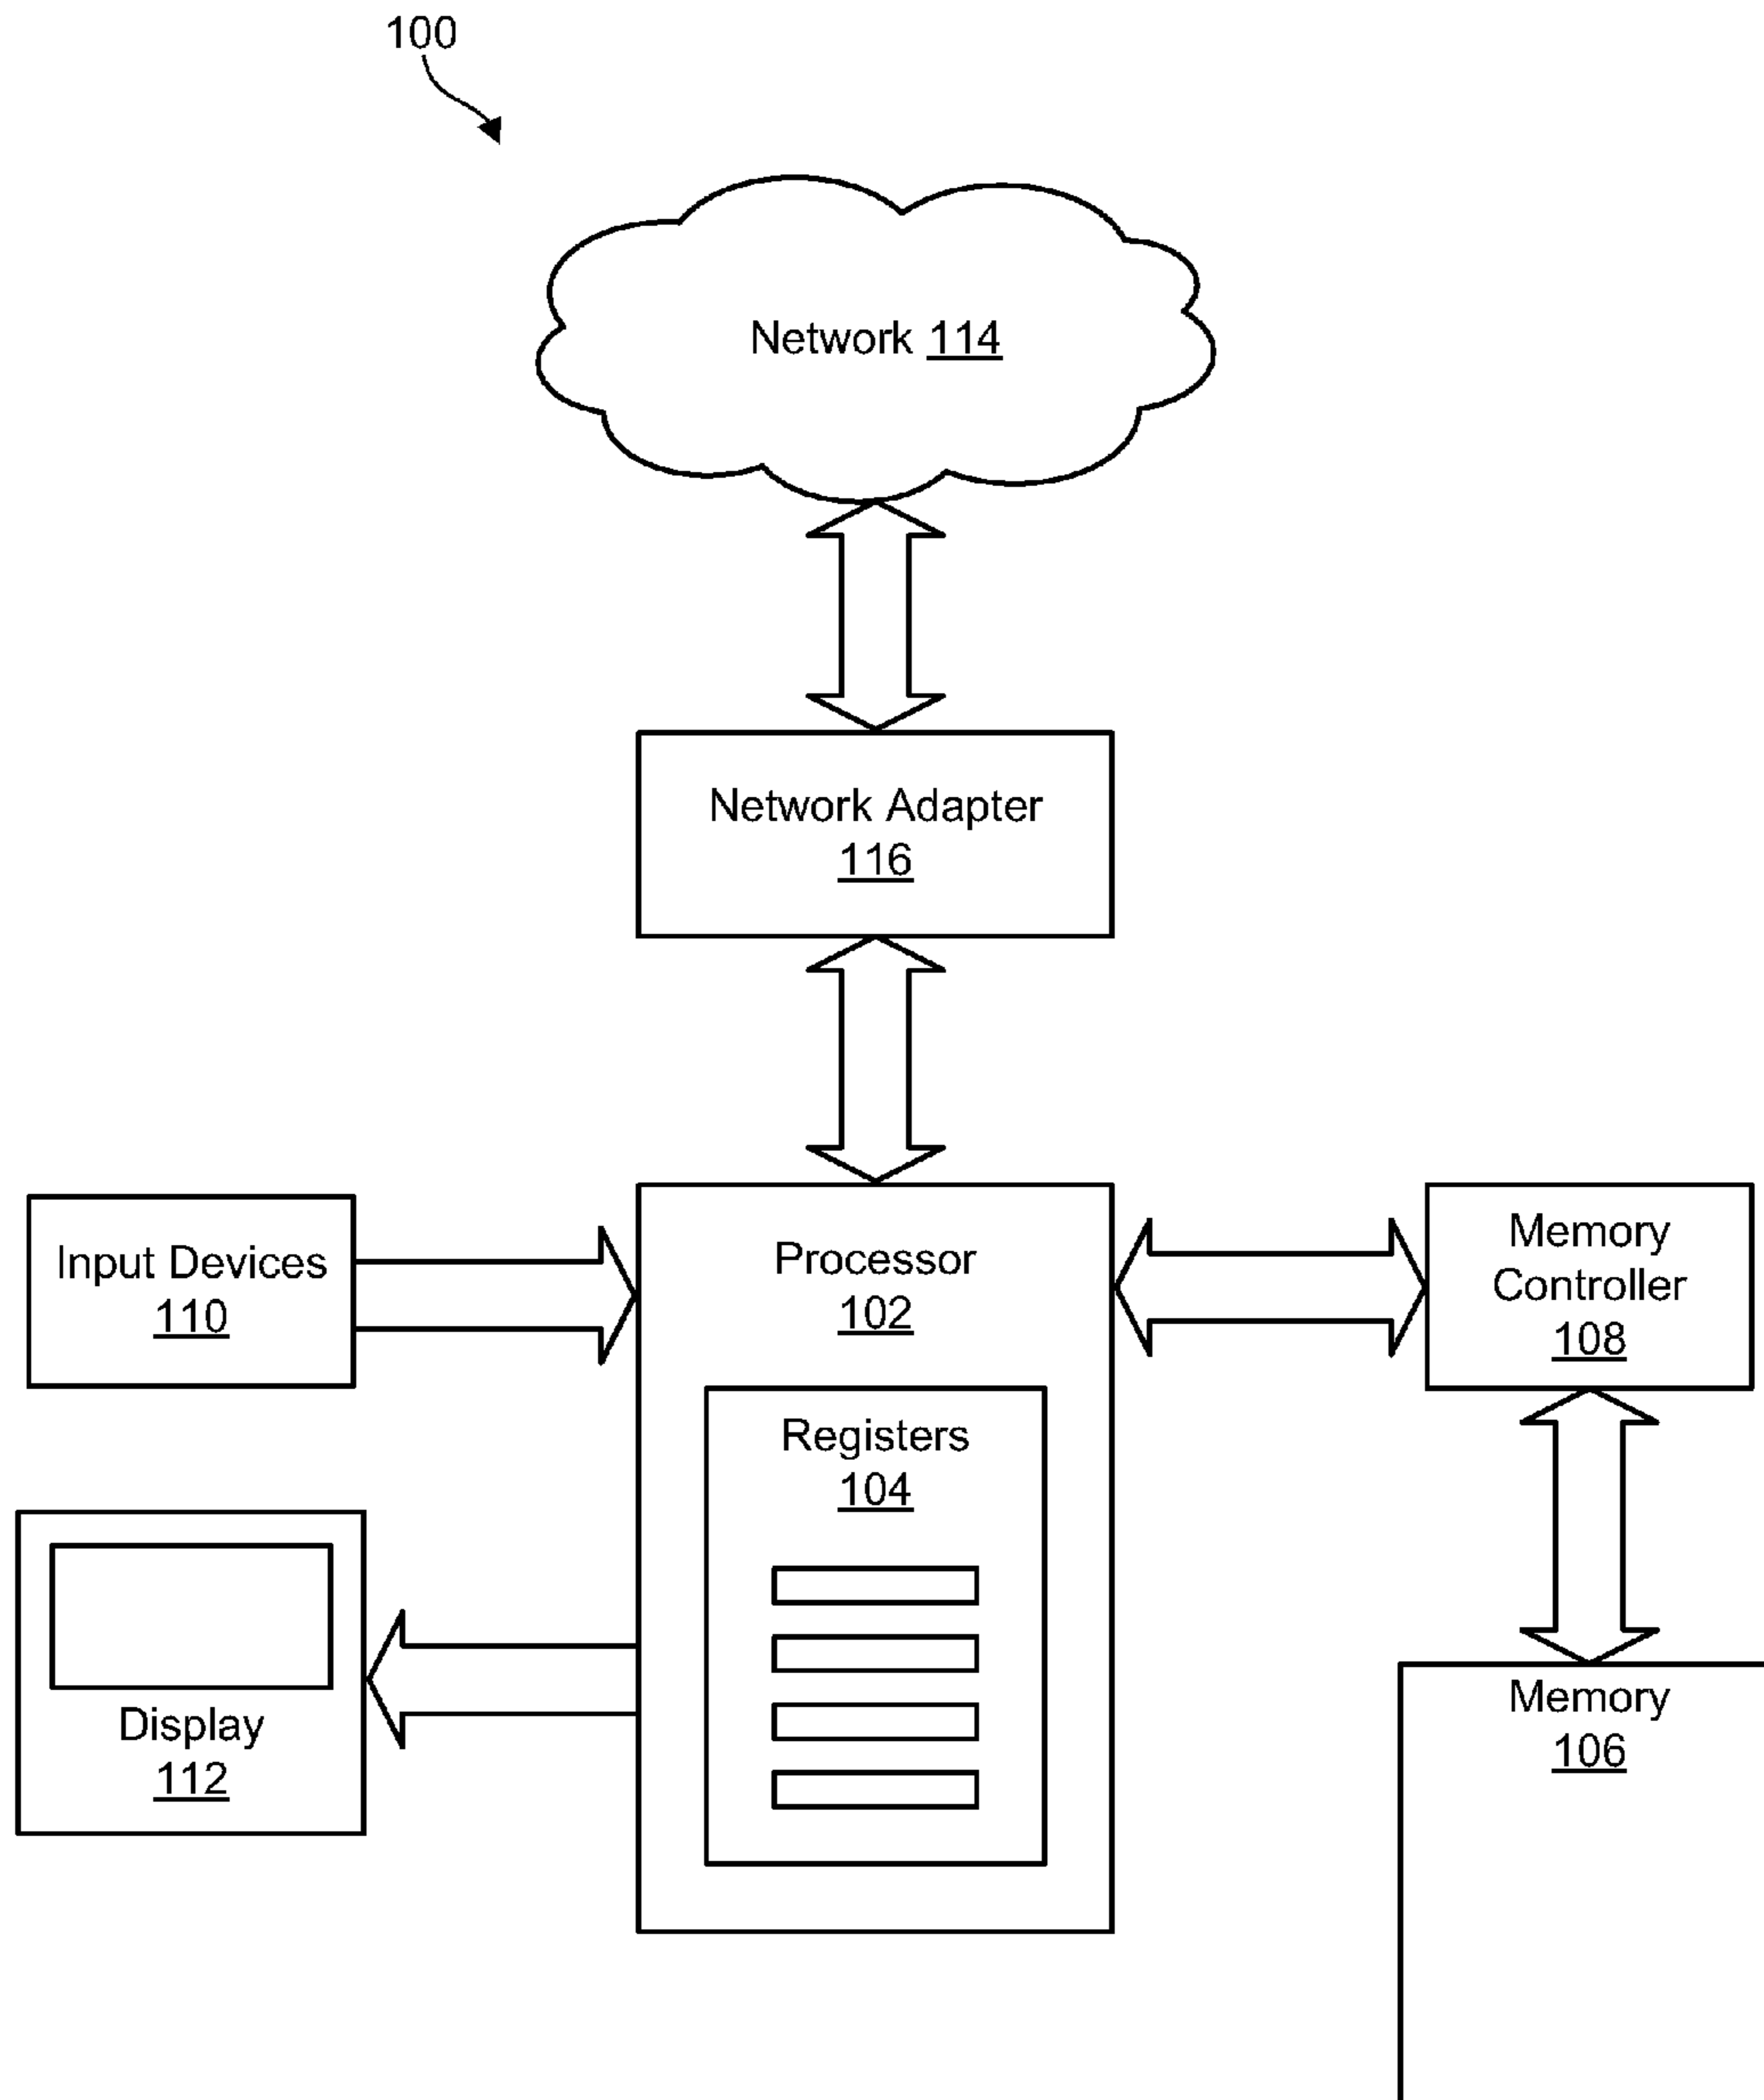 100
Network 114
Network Adapter
116
Input Devices
110
Processor
102
Memory
Controller
108
Registers
104
Display
112
Memory
106